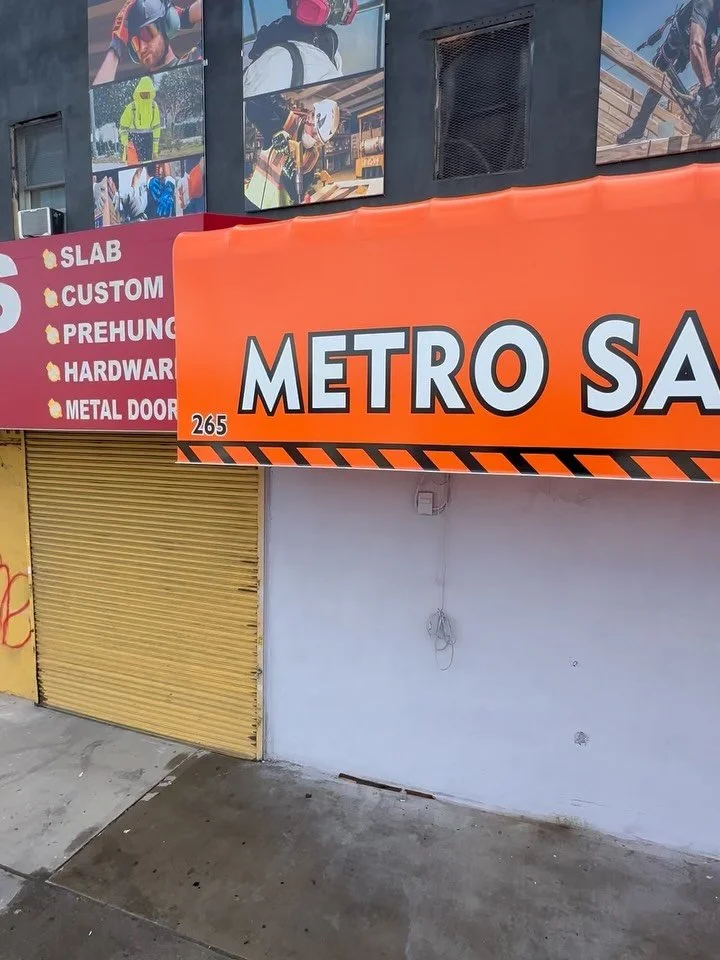 S
SLAB
CUSTOM
PREHUNG
HARDWAR
METAL DOOR
METRO SA
265